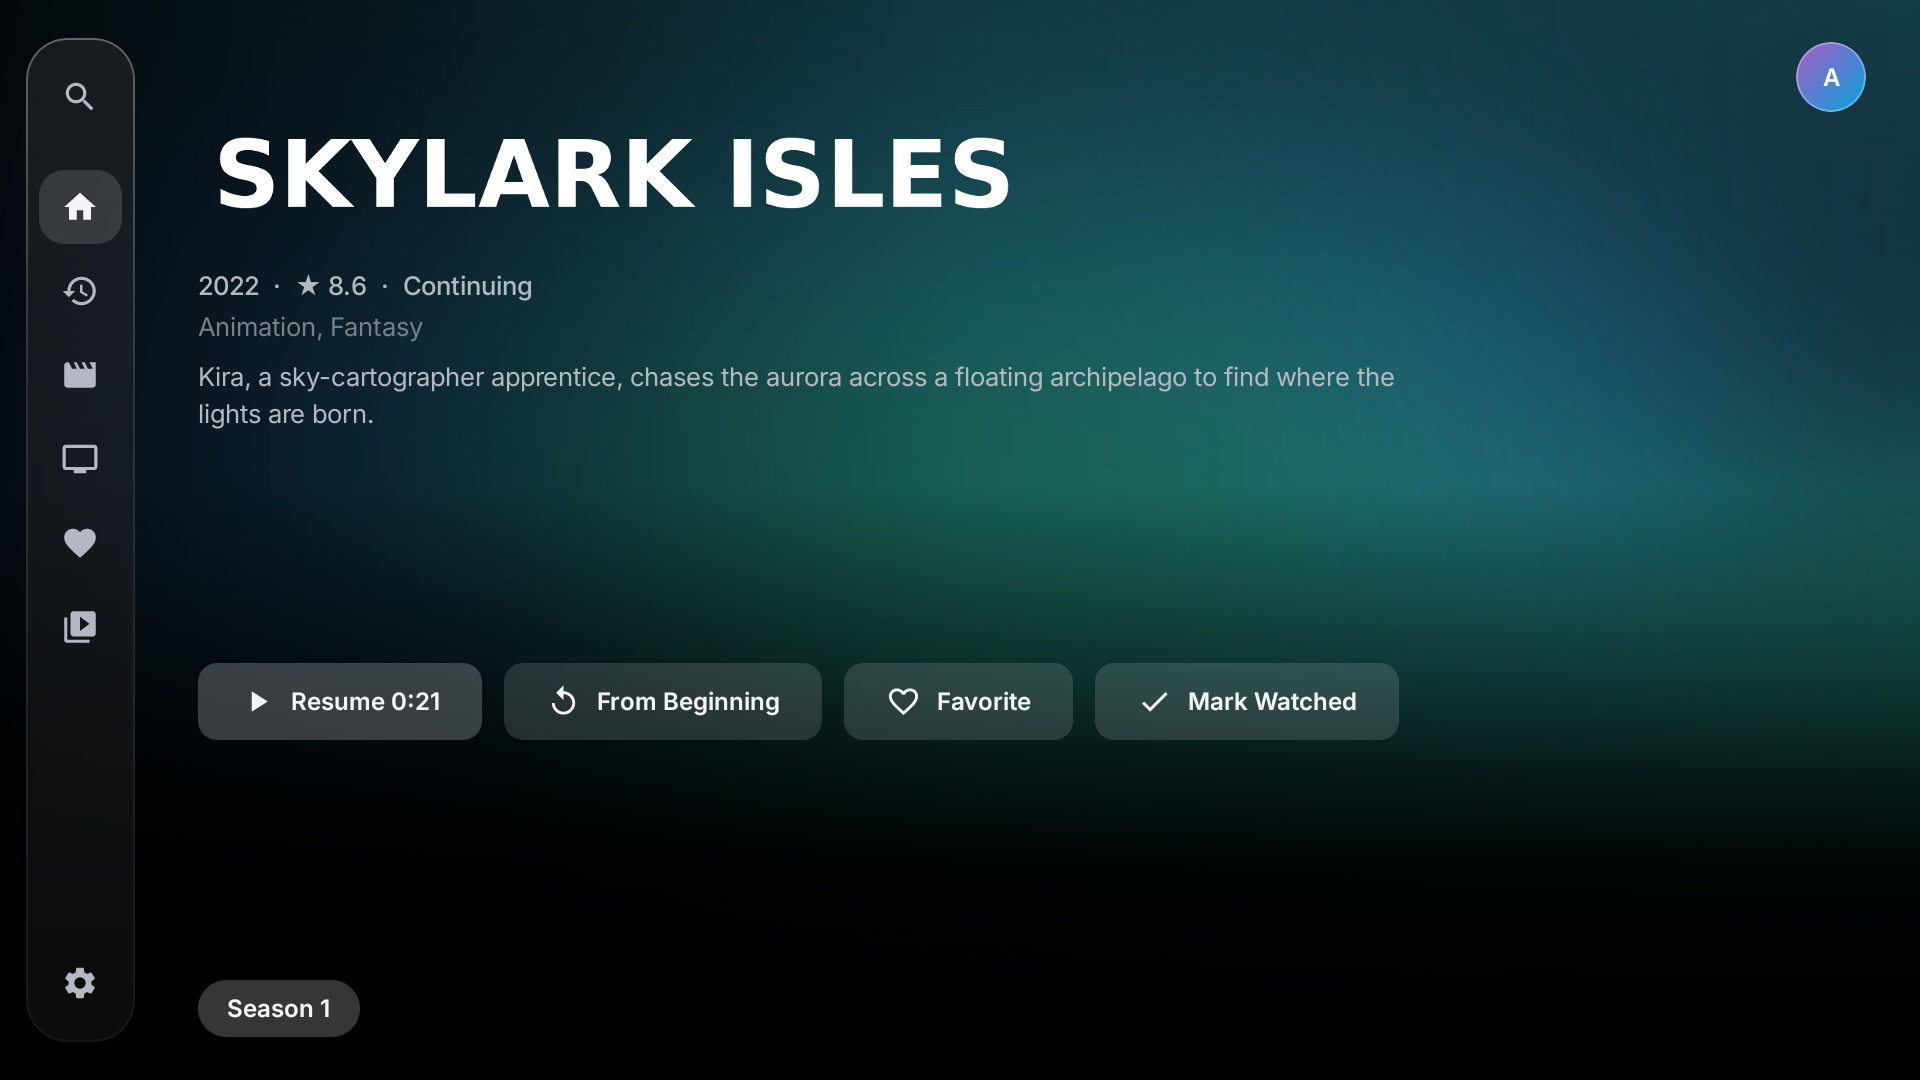 A
SKYLARK ISLES
2022 · ★ 8.6 · Continuing
Animation, Fantasy
Kira, a sky-cartographer apprentice, chases the aurora across a floating archipelago to find where the
lights are born.
Resume 0:21
From Beginning
Favorite
Mark Watched
Season 1